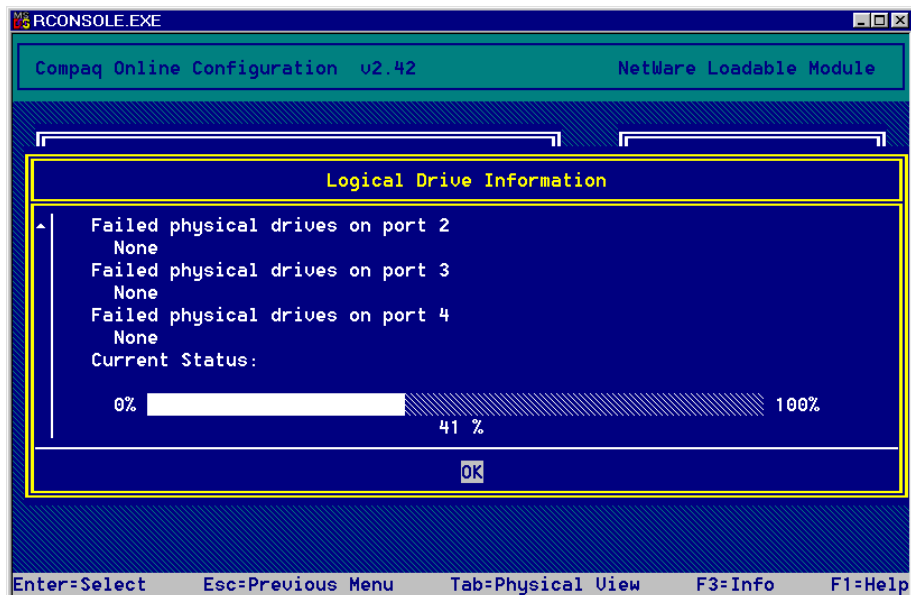 MS RCONSOLE.EXE
Compaq Online Configuration v2.42 NetWare Loadable Module
Logical Drive Information
Failed physical drives on port 2
None
Failed physical drives on port 3
None
Failed physical drives on port 4
None
Current Status:
0% 100%
41 %
OK
Enter=Select Esc=Previous Menu Tab=Physical View F3=Info F1=Help